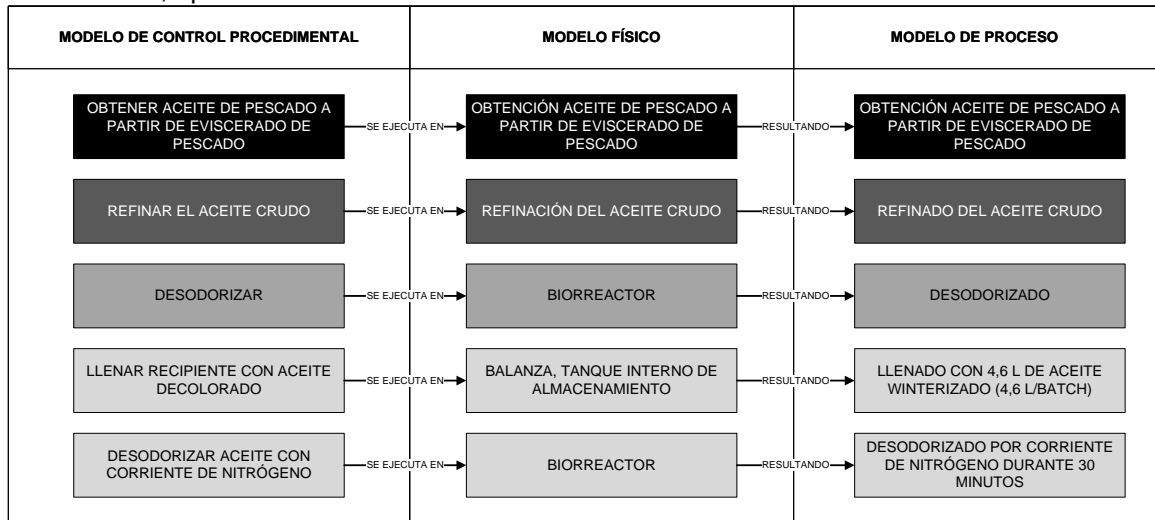 MODELO DE CONTROL PROCEDIMENTAL
MODELO FÍSICO
MODELO DE PROCESO
OBTENER ACEITE DE PESCADO A
PARTIR DE EVISCERADO DE
PESCADO
SE EJECUTA EN
OBTENCIÓN ACEITE DE PESCADO A
PARTIR DE EVISCERADO DE
PESCADO
RESULTANDO
OBTENCIÓN ACEITE DE PESCADO A
PARTIR DE EVISCERADO DE
PESCADO
REFINAR EL ACEITE CRUDO
SE EJECUTA EN
REFINACIÓN DEL ACEITE CRUDO
RESULTANDO
REFINADO DEL ACEITE CRUDO
DESODORIZAR
SE EJECUTA EN
BIORREACTOR
RESULTANDO
DESODORIZADO
LLENAR RECIPIENTE CON ACEITE
DECOLORADO
SE EJECUTA EN
BALANZA, TANQUE INTERNO DE
ALMACENAMIENTO
RESULTANDO
LLENADO CON 4,6 L DE ACEITE
WINTERIZADO (4,6 L/BATCH)
DESODORIZAR ACEITE CON
CORRIENTE DE NITRÓGENO
SE EJECUTA EN
BIORREACTOR
RESULTANDO
DESODORIZADO POR CORRIENTE
DE NITRÓGENO DURANTE 30
MINUTOS